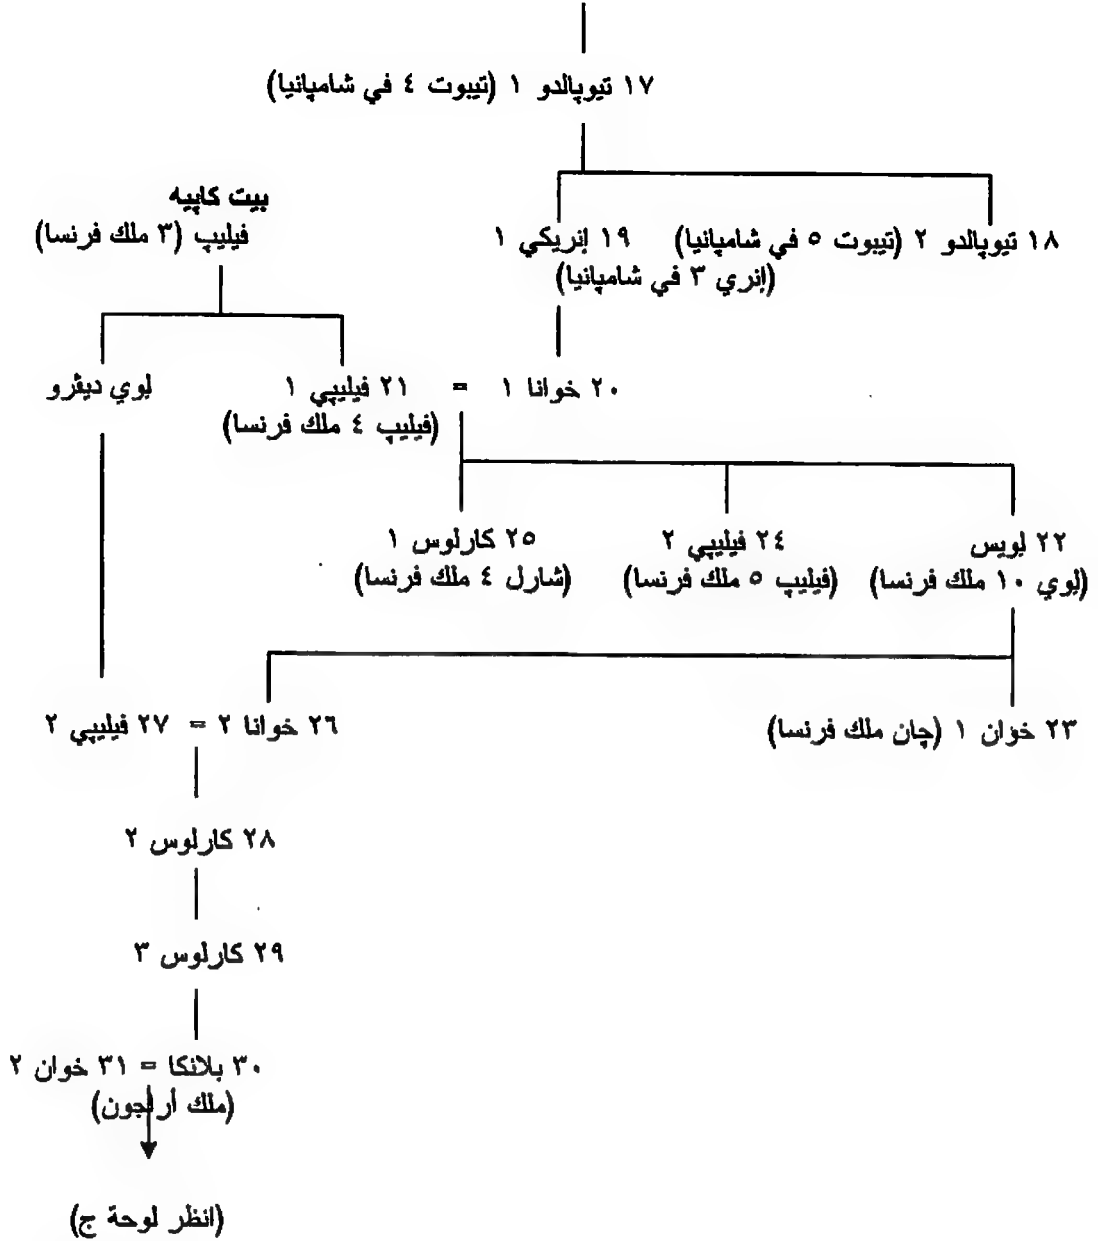 ١٧ تيوپالدو ١ (تيبوت ٤ في شامپانيا)
بيت كاپيه
فيليپ (٣ ملك فرنسا)
١٨ تيوپالدو ٢ (تيبوت ٥ في شامپانيا)
١٩ إنريكي ١
(إنري ٣ في شامپانيا)
٢٠ خوانا ١ = ٢١ فيليپي ١
(فيليپ ٤ ملك فرنسا)
لوي ديڤرو
٢٢ لويس
(لوي ١٠ ملك فرنسا)
٢٤ فيليپي ٢
(فيليپ ٥ ملك فرنسا)
٢٥ كارلوس ١
(شارل ٤ ملك فرنسا)
٢٣ خوان ١ (چان ملك فرنسا)
٢٦ خوانا ٢ = ٢٧ فيليپي ٢
٢٨ كارلوس ٢
٢٩ كارلوس ٣
٣٠ بلانكا = ٣١ خوان ٢
(ملك أراجون)
(انظر لوحة ج)